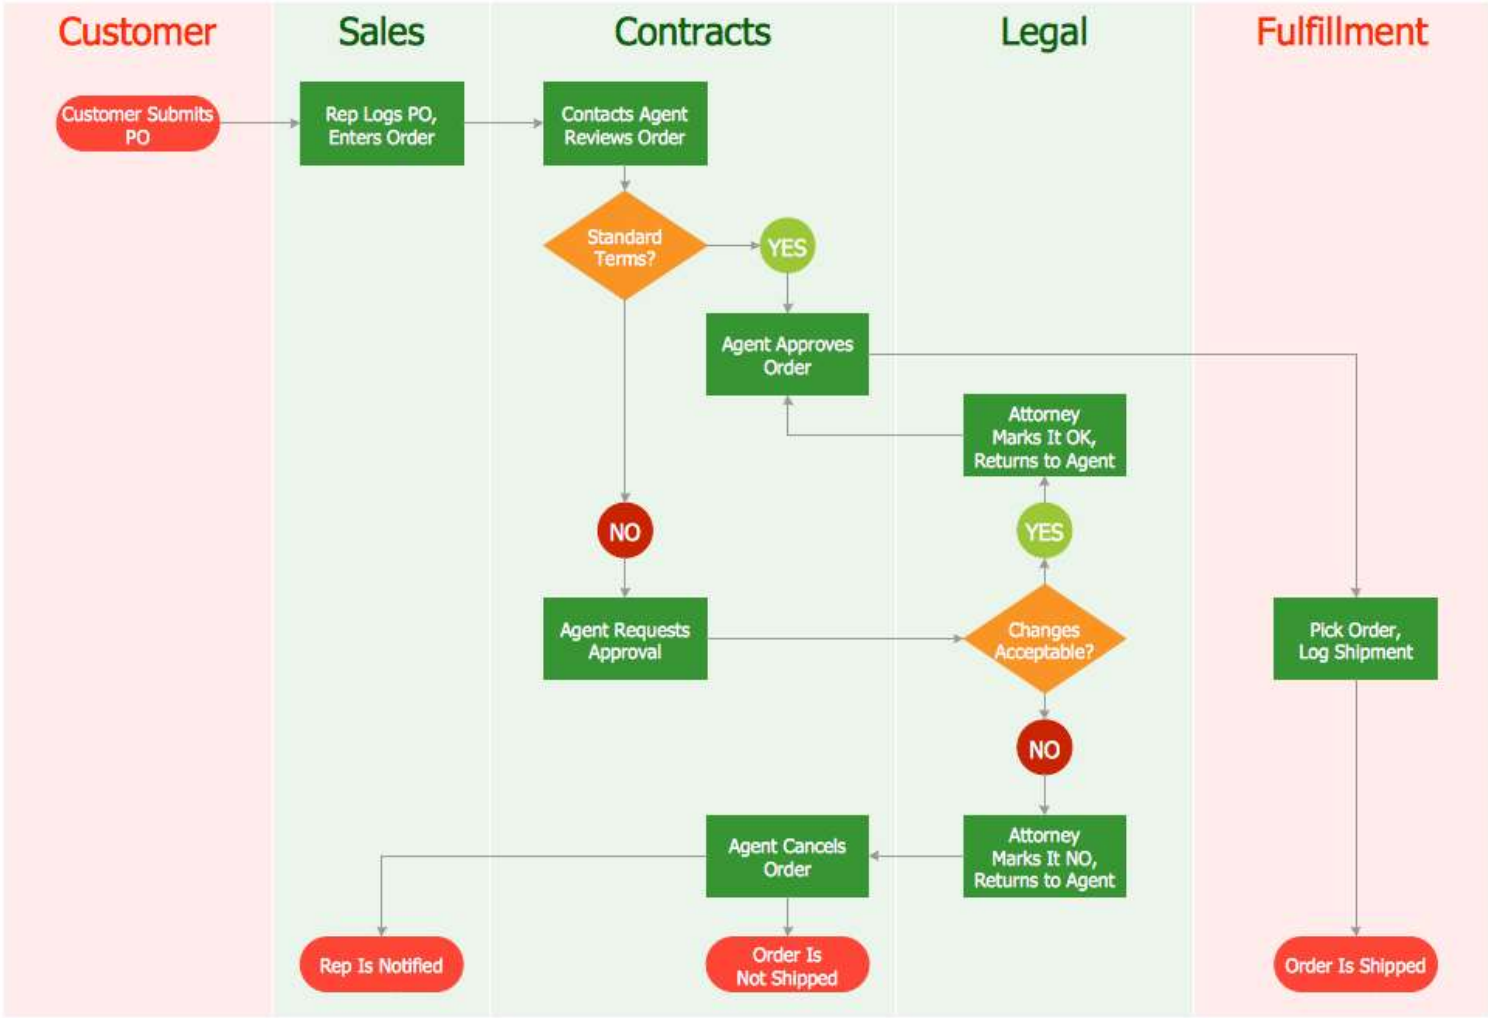 Customer
Sales
Contracts
Legal
Fulfillment
Customer Submits
PO
Rep Logs PO,
Enters Order
Contacts Agent
Reviews Order
Standard
Terms?
YES
Agent Approves
Order
Attorney
Marks It OK,
Returns to Agent
NO
YES
Agent Requests
Approval
Changes
Acceptable?
Pick Order,
Log Shipment
NO
Agent Cancels
Order
Attorney
Marks It NO,
Returns to Agent
Rep Is Notified
Order Is
Not Shipped
Order Is Shipped